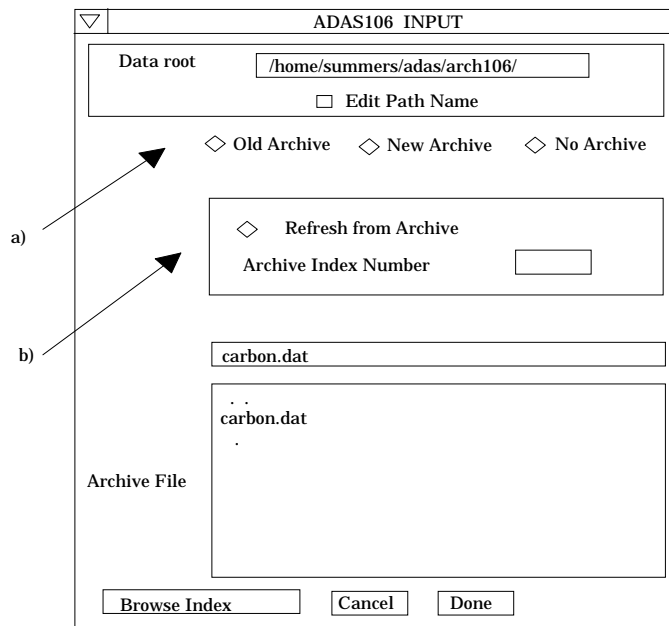 ADAS106 INPUT
Data root /home/summers/adas/arch106/
Edit Path Name
Old Archive New Archive No Archive
a)
Refresh from Archive
Archive Index Number
b)
carbon.dat
. .
carbon.dat
.
Archive File
Browse Index Cancel Done